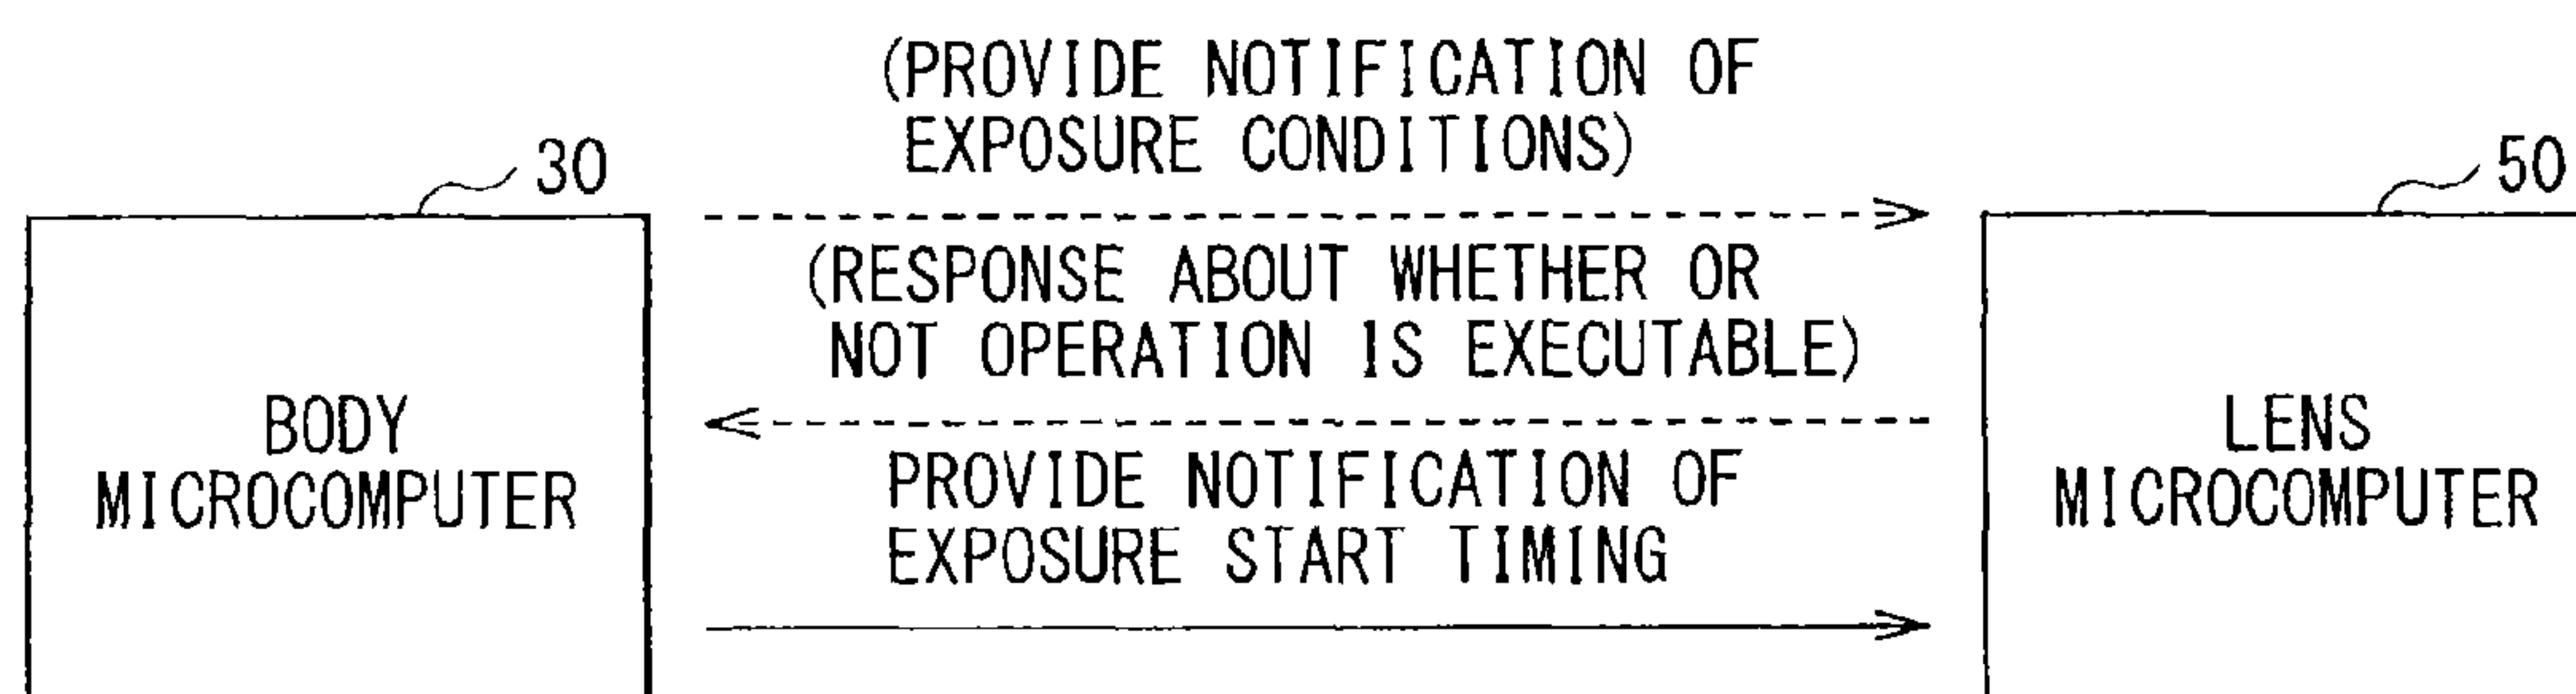 (PROVIDE NOTIFICATION OF
EXPOSURE CONDITIONS)
30
50
(RESPONSE ABOUT WHETHER OR
NOT OPERATION IS EXECUTABLE)
BODY
MICROCOMPUTER
LENS
MICROCOMPUTER
PROVIDE NOTIFICATION OF
EXPOSURE START TIMING